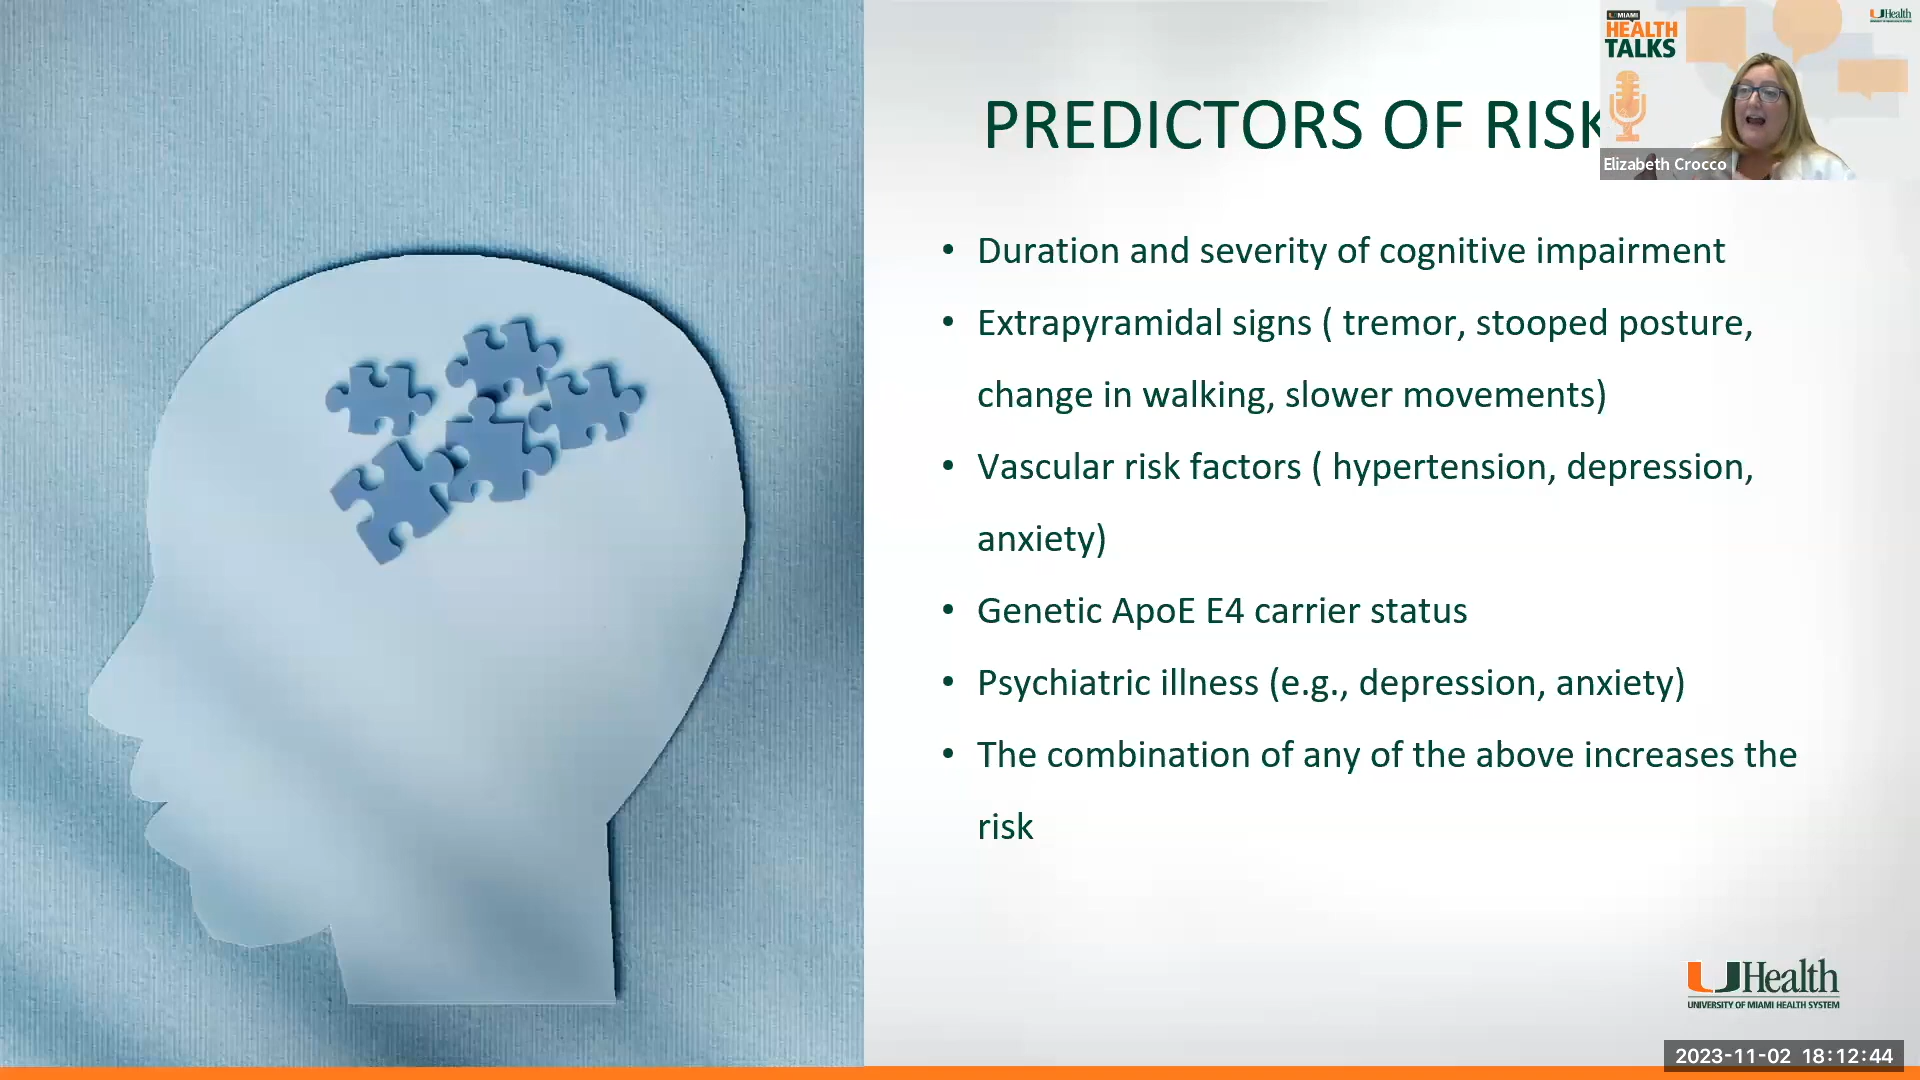 U MIAMI
HEALTH
TALKS
UHealth
Elizabeth Crocco
PREDICTORS OF RISK
• Duration and severity of cognitive impairment
• Extrapyramidal signs ( tremor, stooped posture,
change in walking, slower movements)
• Vascular risk factors ( hypertension, depression,
anxiety)
• Genetic ApoE E4 carrier status
• Psychiatric illness (e.g., depression, anxiety)
• The combination of any of the above increases the
risk
UHealth
UNIVERSITY OF MIAMI HEALTH SYSTEM
2023-11-02 18:12:44